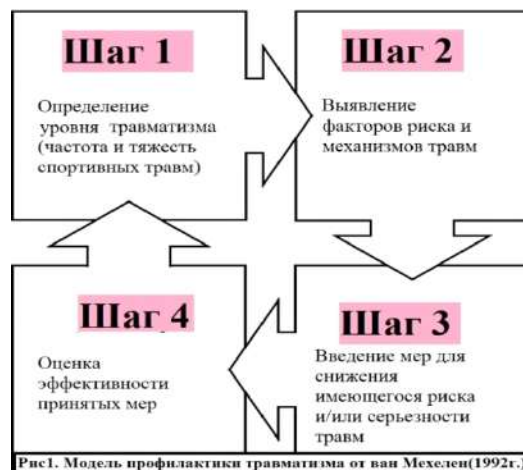 Шаг 1
Определение
уровня травматизма
(частота и тяжесть
спортивных травм)
Шаг 2
Выявление
факторов риска и
механизмов травм
Шаг 3
Введение мер для
снижения
имеющегося риска
и/или серьезности
травм
Шаг 4
Оценка
эффективности
принятых мер
Рис1. Модель профилактики травматизма от ван Мехелен(1992г.)